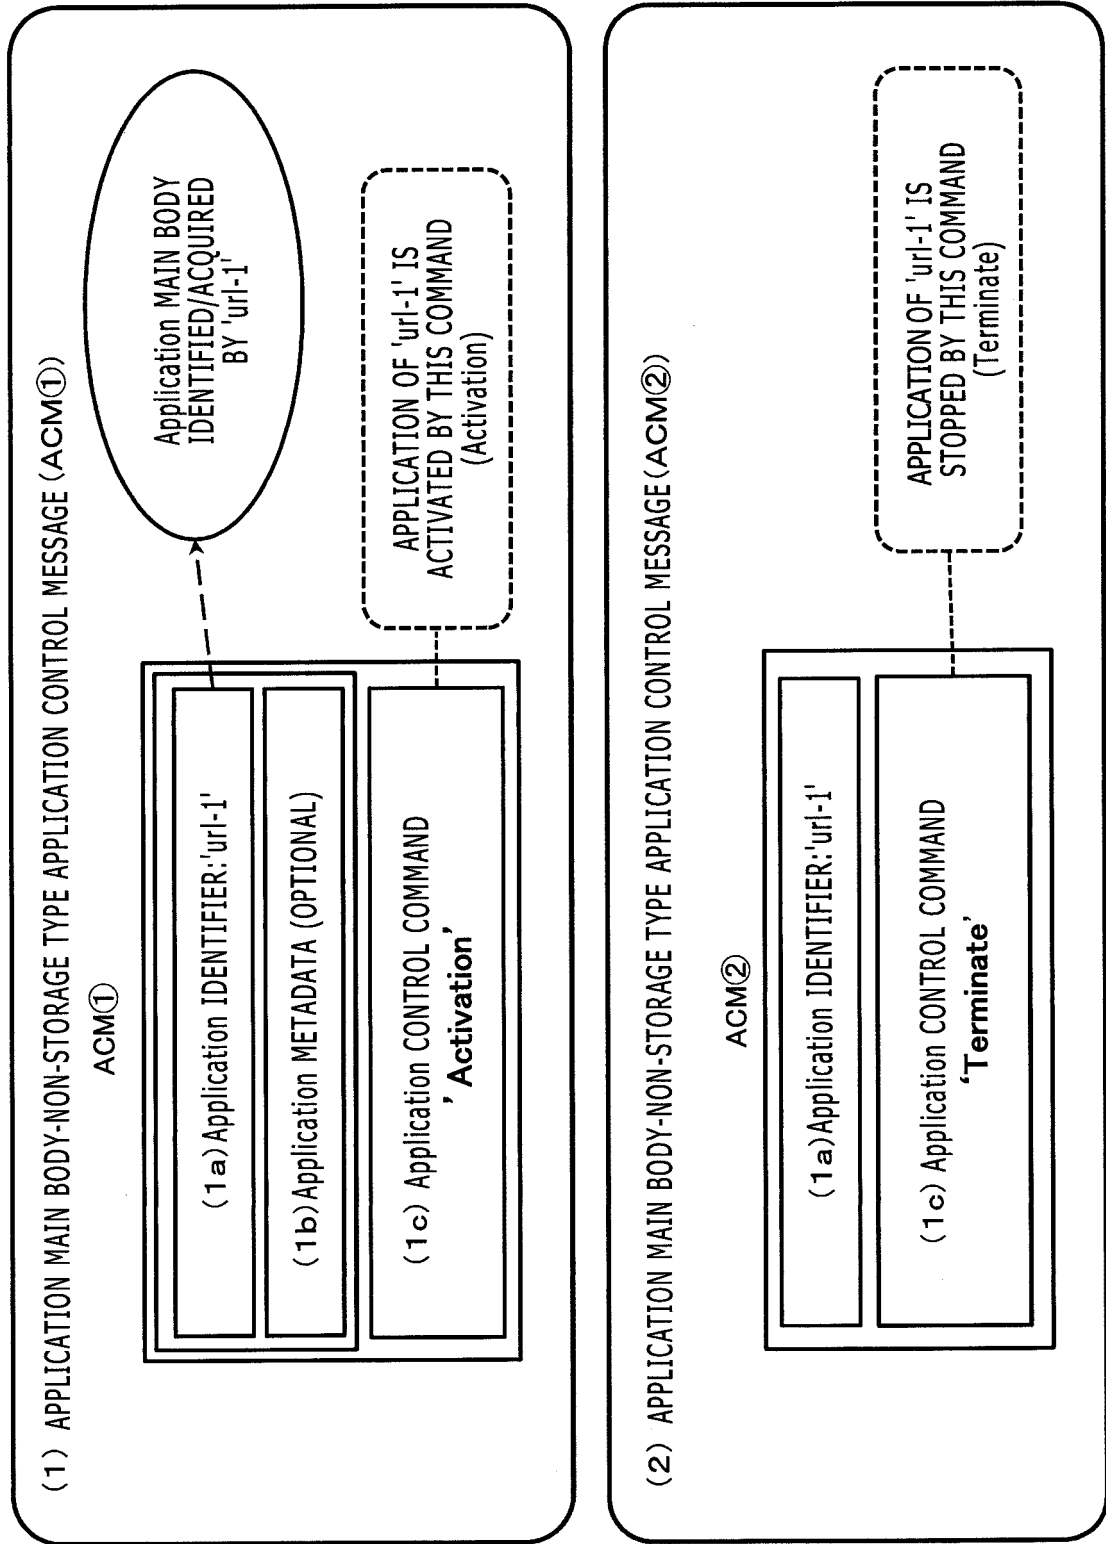 (1) APPLICATION MAIN BODY-NON-STORAGE TYPE APPLICATION CONTROL MESSAGE (ACM①)
ACM①
(1a)Application IDENTIFIER:'url-1'
(1b)Application METADATA (OPTIONAL)
(1c) Application CONTROL COMMAND
'Activation'
Application MAIN BODY
IDENTIFIED/ACQUIRED
BY 'url-1'
APPLICATION OF 'url-1' IS
ACTIVATED BY THIS COMMAND
(Activation)
(2) APPLICATION MAIN BODY-NON-STORAGE TYPE APPLICATION CONTROL MESSAGE (ACM②)
ACM②
(1a)Application IDENTIFIER:'url-1'
(1c) Application CONTROL COMMAND
'Terminate'
APPLICATION OF 'url-1' IS
STOPPED BY THIS COMMAND
(Terminate)